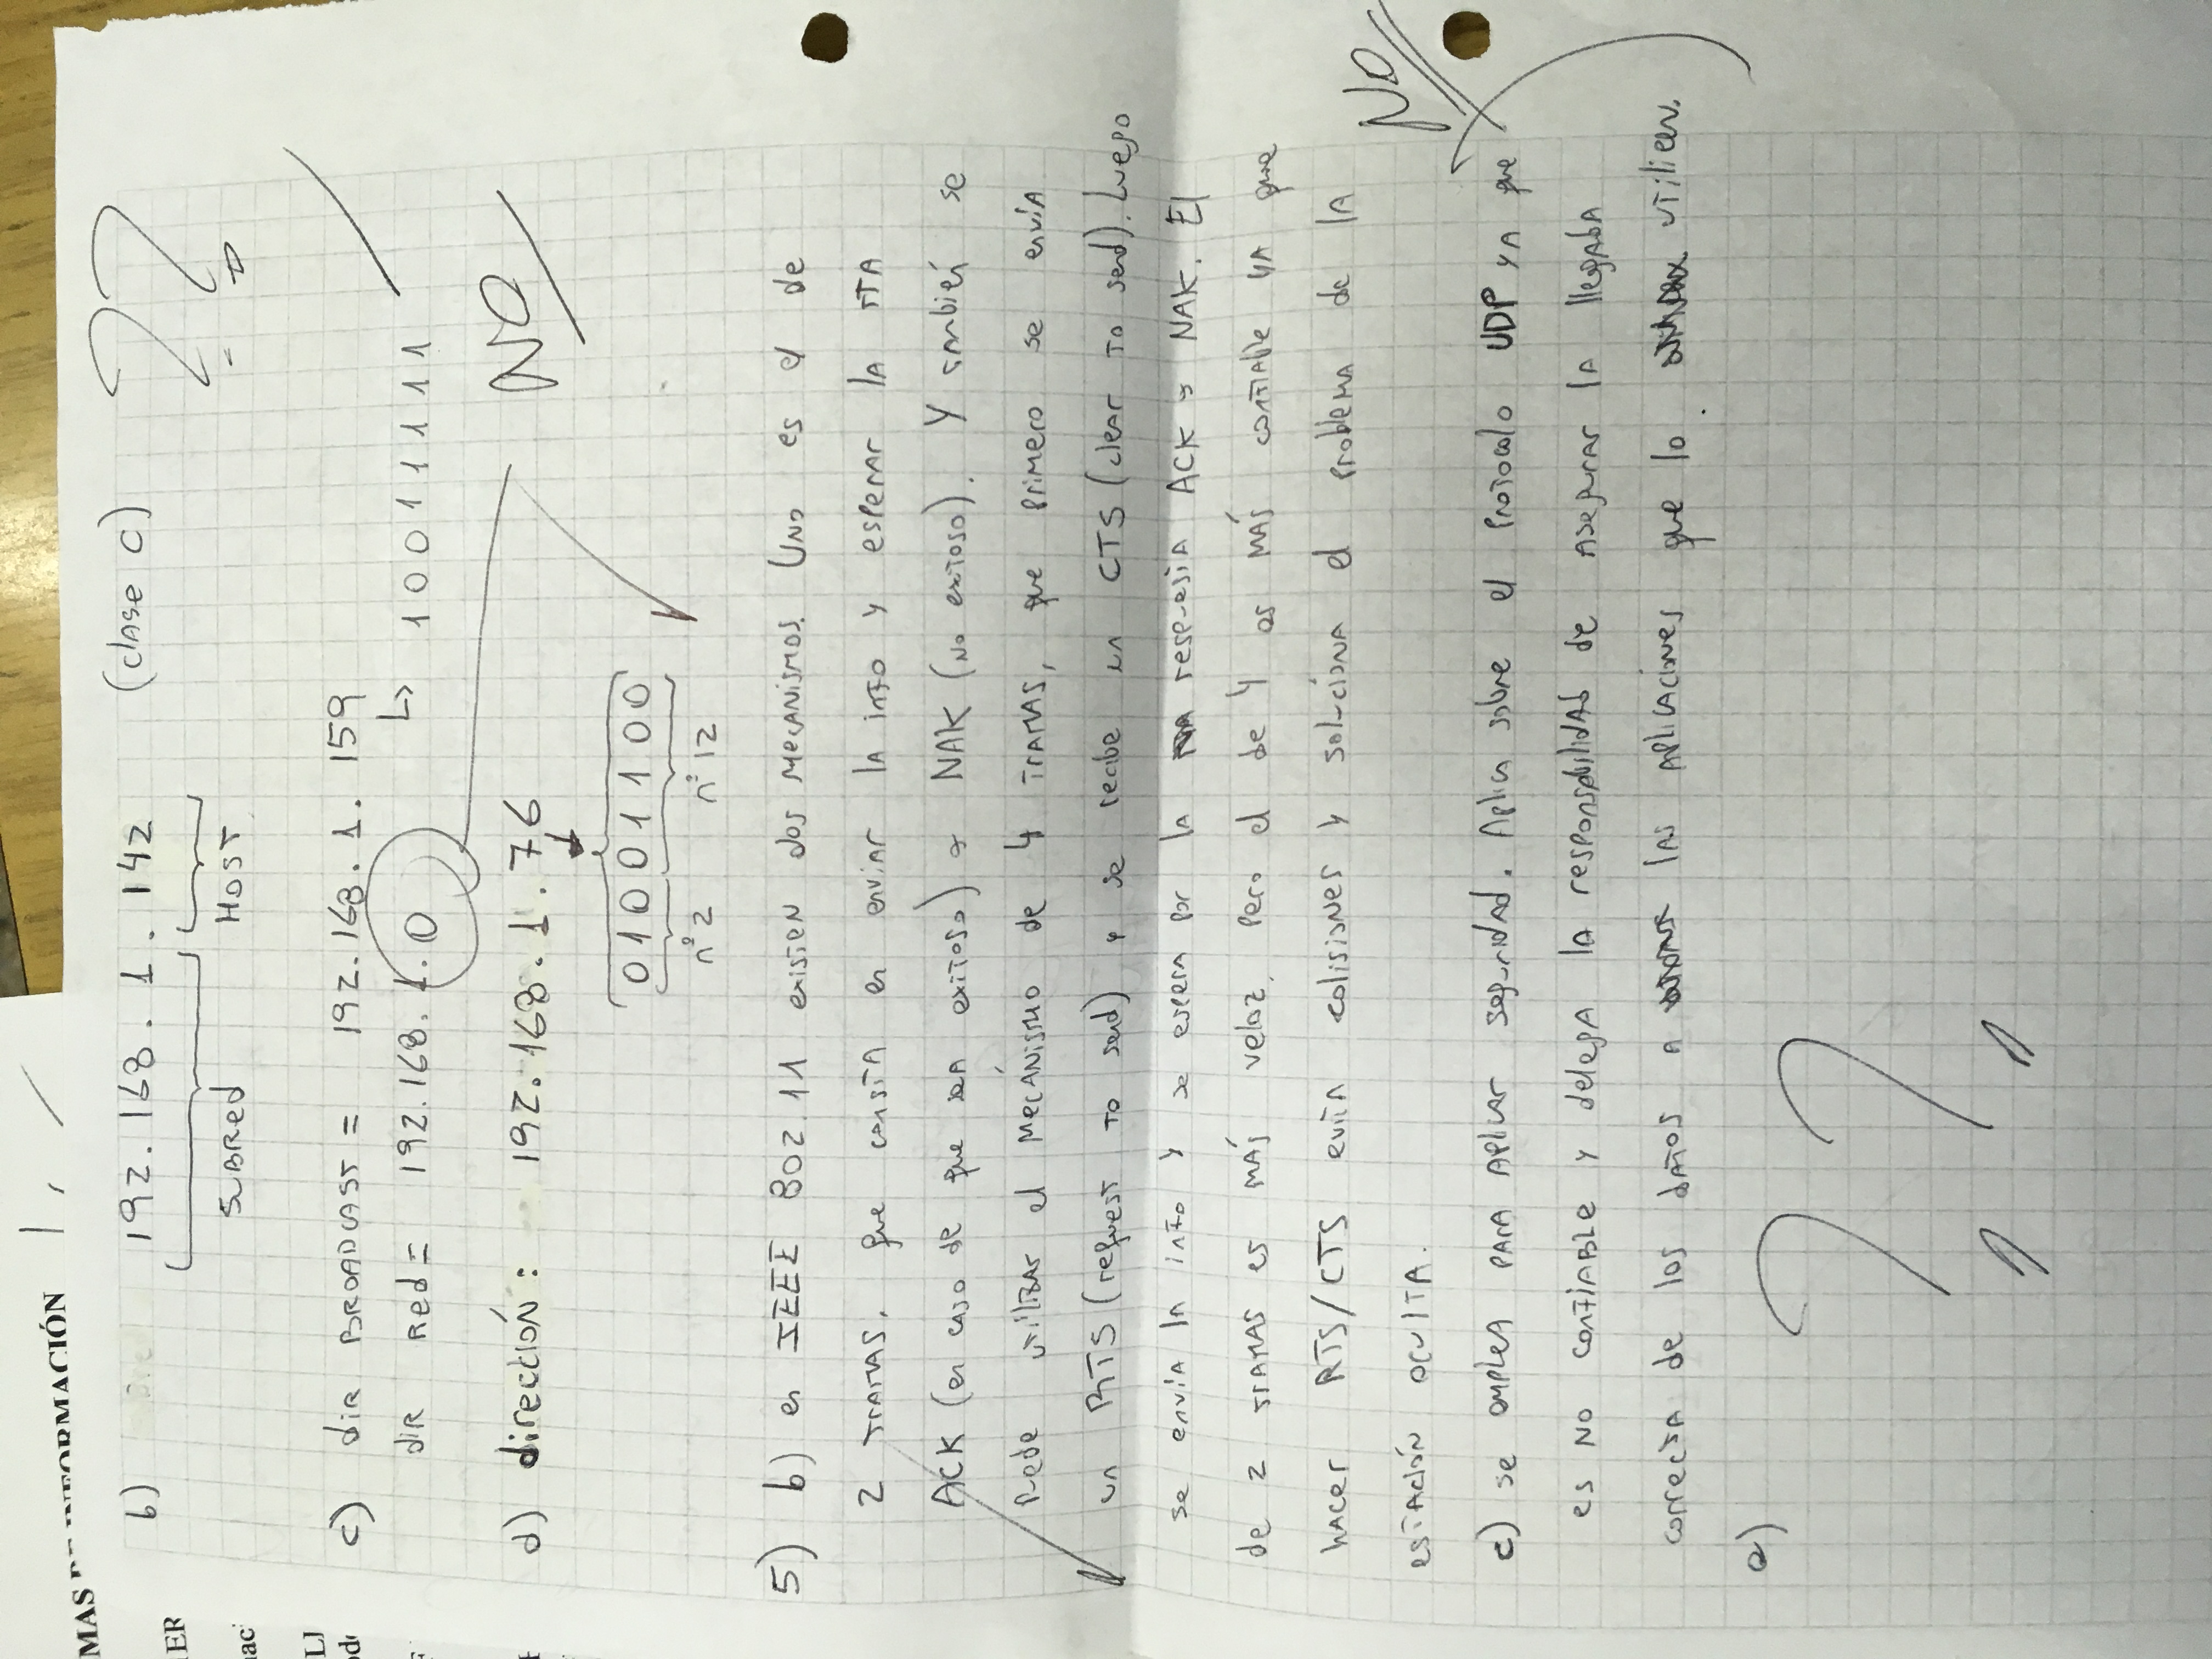 MAS DE INFORMACIÓN
IER
b) 192.168.1.142 (clase C)
SUBRed HOST
??
c) dir BROADCAST = 192.168.1.159
dir Red = 192.168.1.0 ↳ 10011111
NO
d) dirección: 192.168.1.76
01001100
nº2 nº12
5) b) en IEEE 802.11 existen dos mecanismos. Uno es el de
2 tramas, que consta en enviar la info y esperar la rta
ACK (en caso de que sea exitoso) o NAK (no exitoso). Y también se
puede utilizar el mecanismo de 4 tramas, que primero se envía
un RTS (request to send) y se recibe un CTS (clear to send). Luego
se envía la info y se espera por la respuesta ACK o NAK. El
de 2 tramas es más veloz, pero el de 4 es más confiable ya que
hacer RTS/CTS evita colisiones y soluciona el problema de la
estación oculta.
NO
c) se emplea para aplicar seguridad. Aplica sobre el protocolo UDP ya que
es no confiable y delega la responsabilidad de asegurar la llegada
correcta de los datos a las aplicaciones que lo utilicen.
e)
??